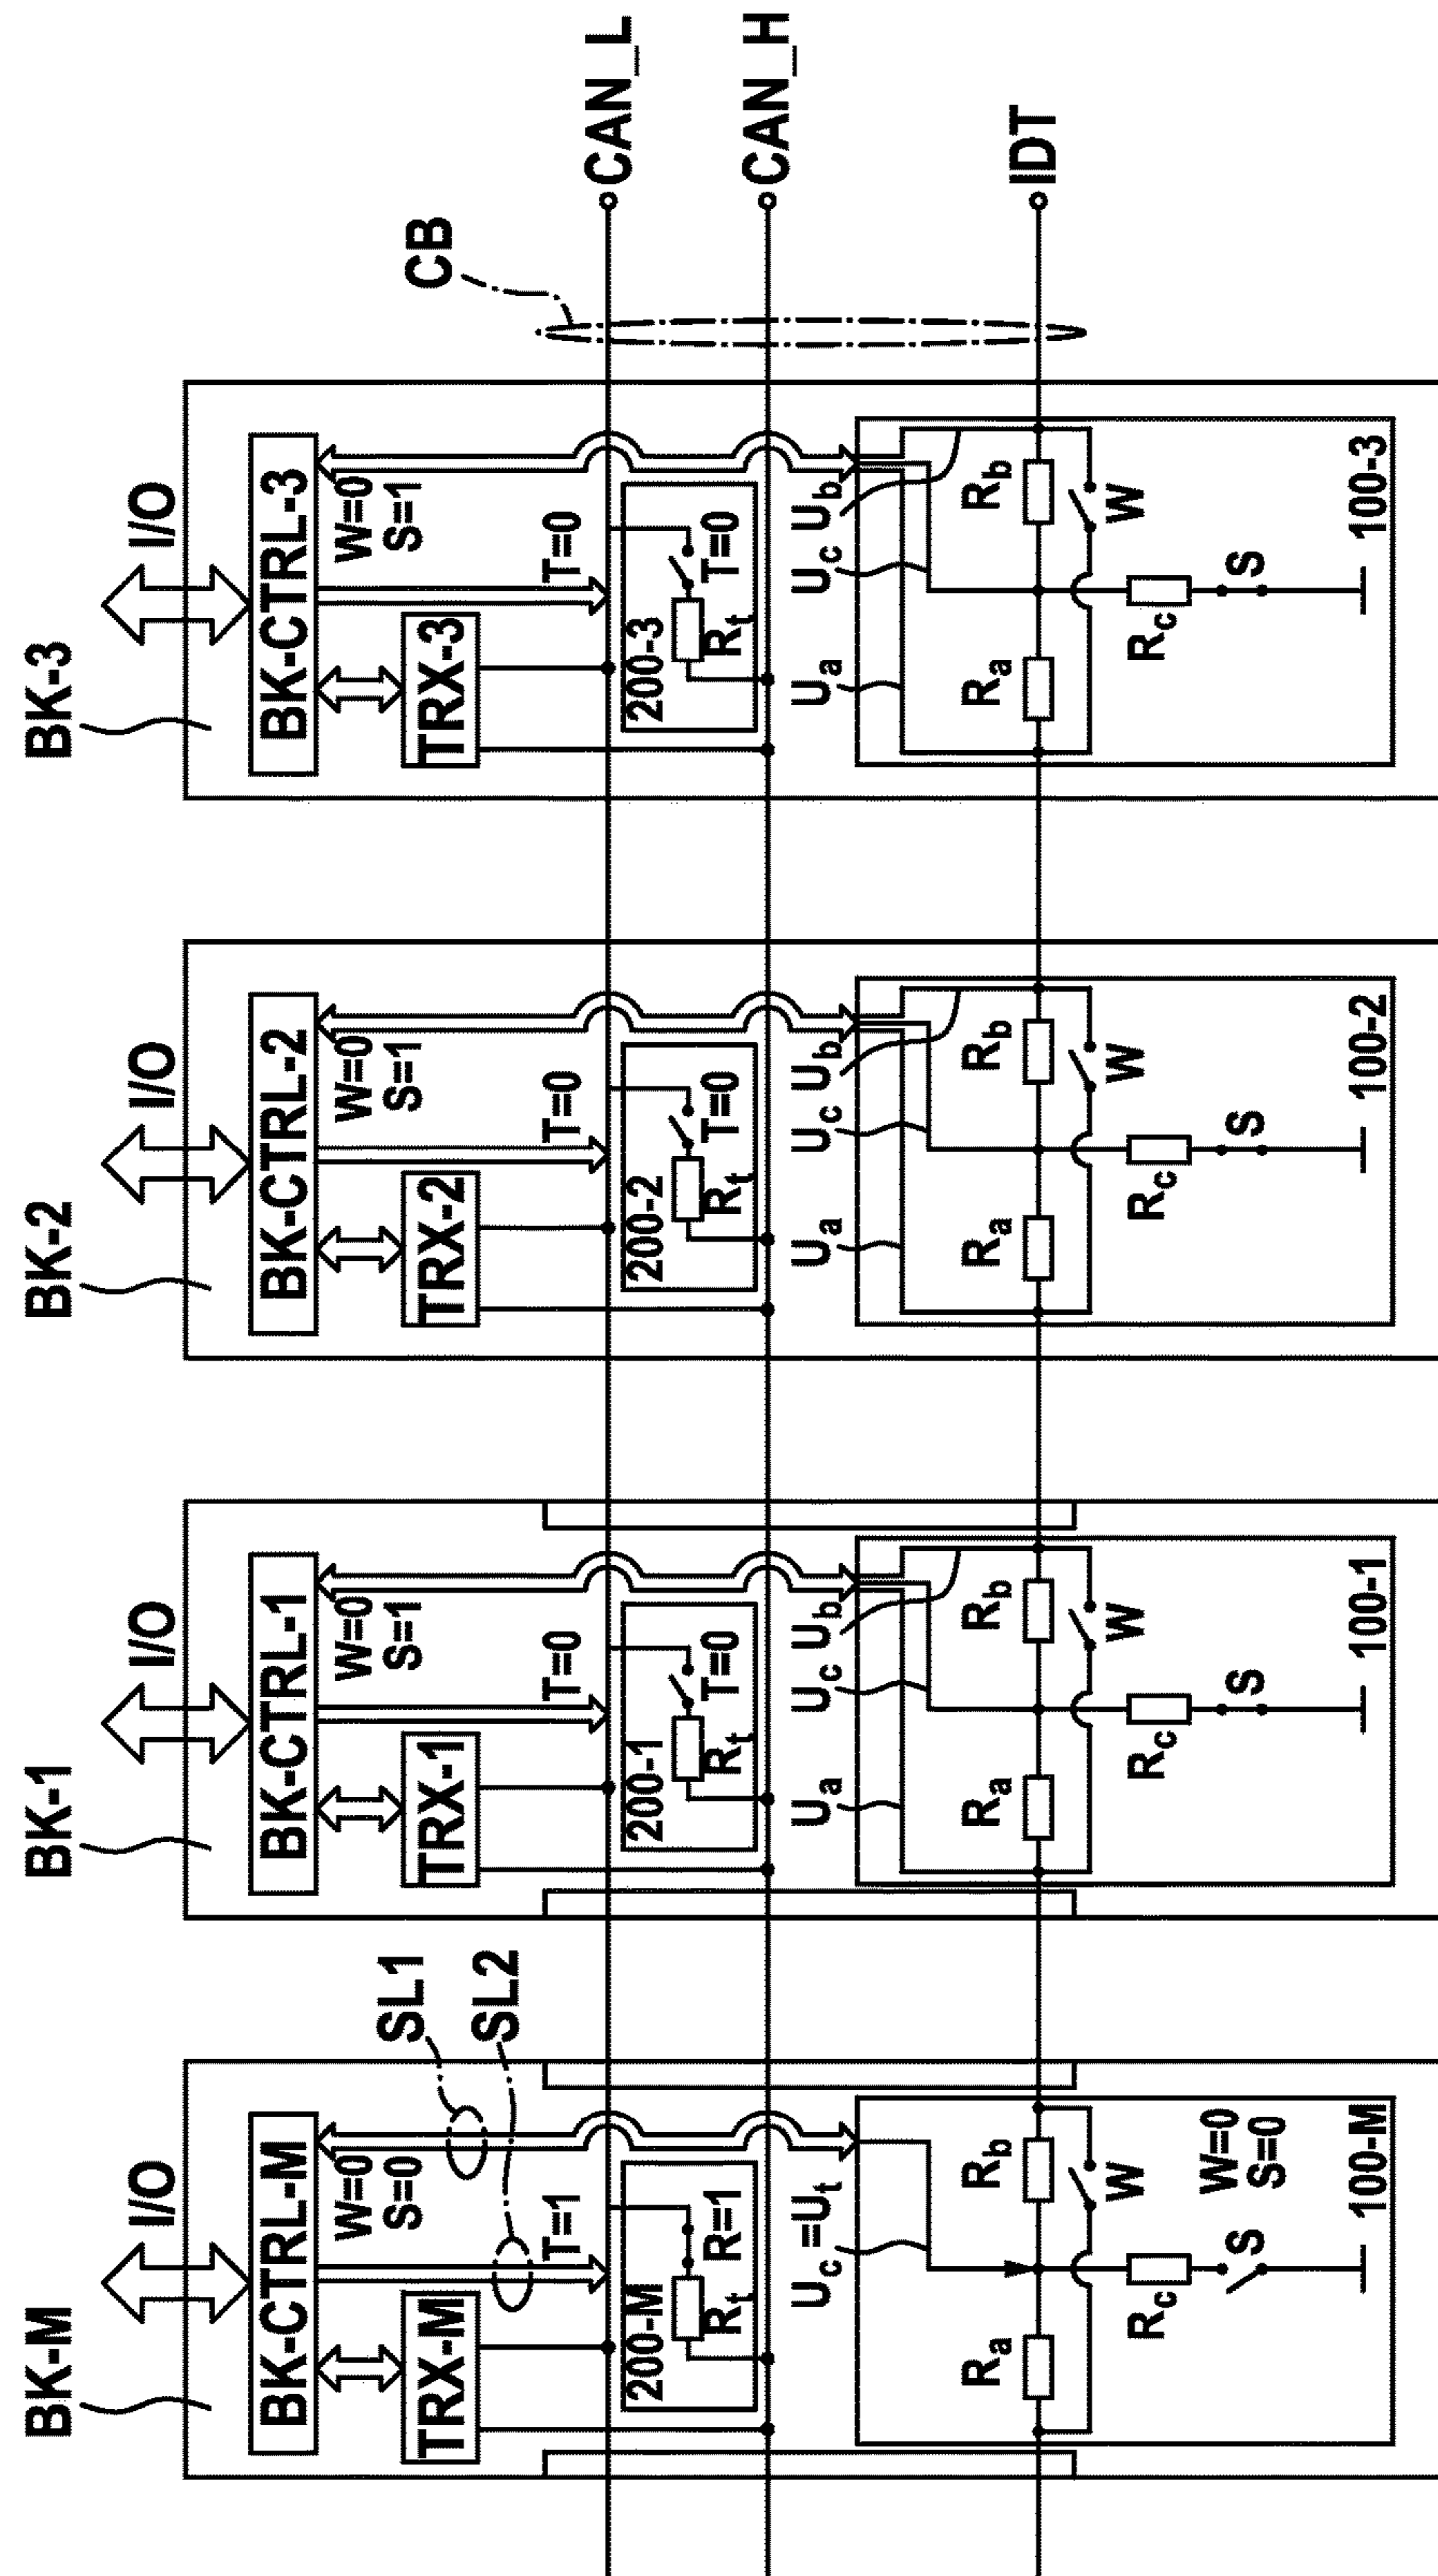 BK-M
I/O
BK-CTRL-M
W=0
S=0
SL1
SL2
TRX-M
T=1
200-M
R=1
Rt
Uc=Ut
Ra
Rb
W
Rc
S
W=0
S=0
100-M
BK-1
I/O
BK-CTRL-1
W=0
S=1
TRX-1
T=0
200-1
T=0
Rt
Ua
Uc
Ub
Ra
Rb
W
Rc
S
100-1
BK-2
I/O
BK-CTRL-2
W=0
S=1
TRX-2
T=0
200-2
T=0
Rt
Ua
Uc
Ub
Ra
Rb
W
Rc
S
100-2
BK-3
I/O
BK-CTRL-3
W=0
S=1
TRX-3
T=0
200-3
T=0
Rt
Ua
Uc
Ub
Ra
Rb
W
Rc
S
100-3
CB
CAN_L
CAN_H
IDT